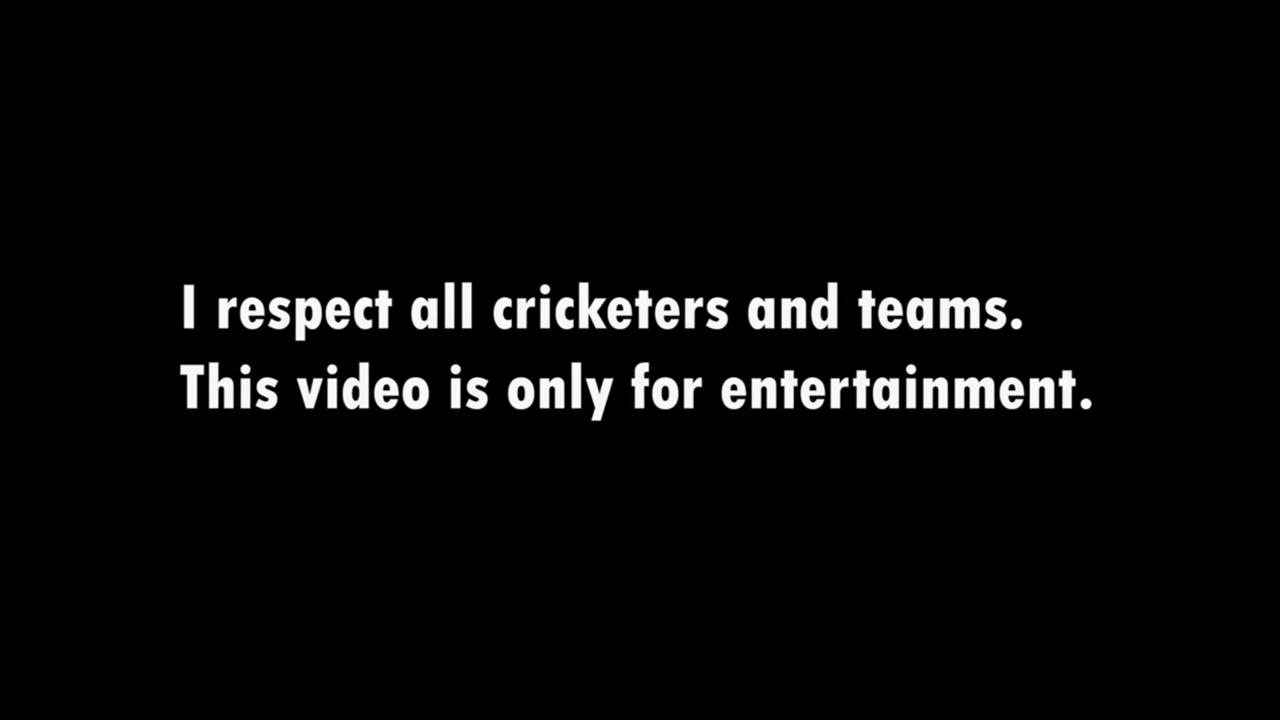 I respect all cricketers and teams.
This video is only for entertainment.